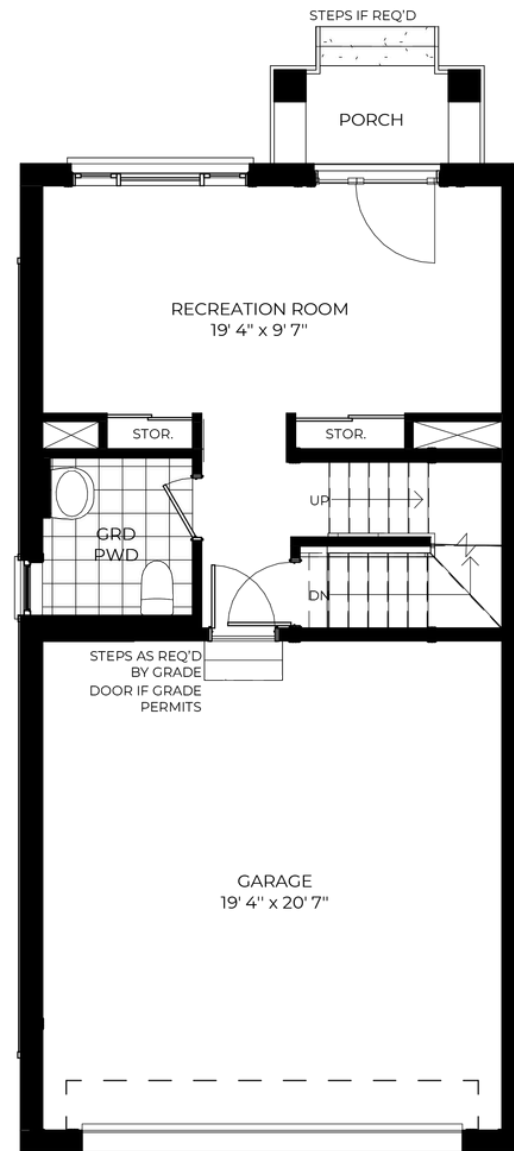 STEPS IF REQ'D
PORCH
RECREATION ROOM
19' 4" x 9' 7"
STOR.
STOR.
UP
GRD
PWD
DN
STEPS AS REQ'D
BY GRADE
DOOR IF GRADE
PERMITS
GARAGE
19' 4" x 20' 7"